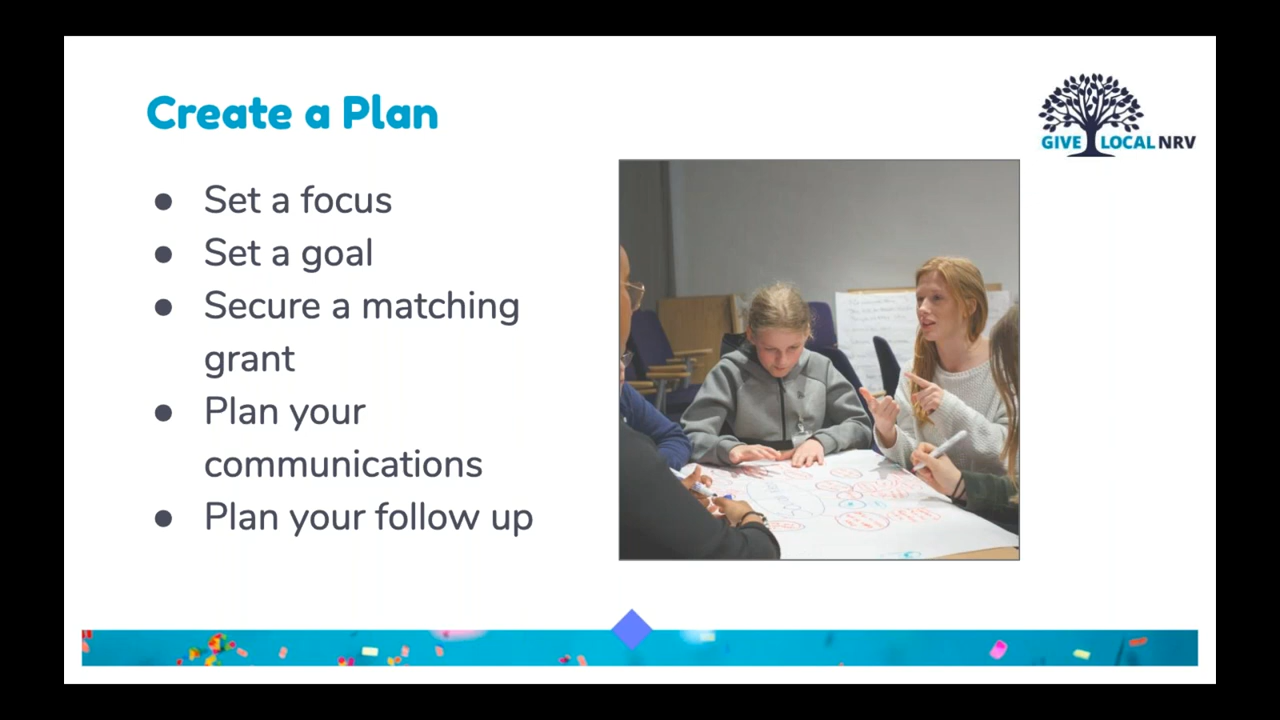 Create a Plan
GIVE LOCAL NRV
● Set a focus
● Set a goal
● Secure a matching
grant
● Plan your
communications
● Plan your follow up